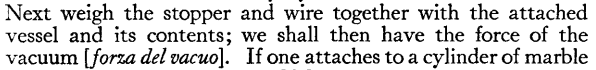 Next weigh the stopper and wire together with the attached
vessel and its contents; we shall then have the force of the
vacuum [forza del vacuo]. If one attaches to a cylinder of marble